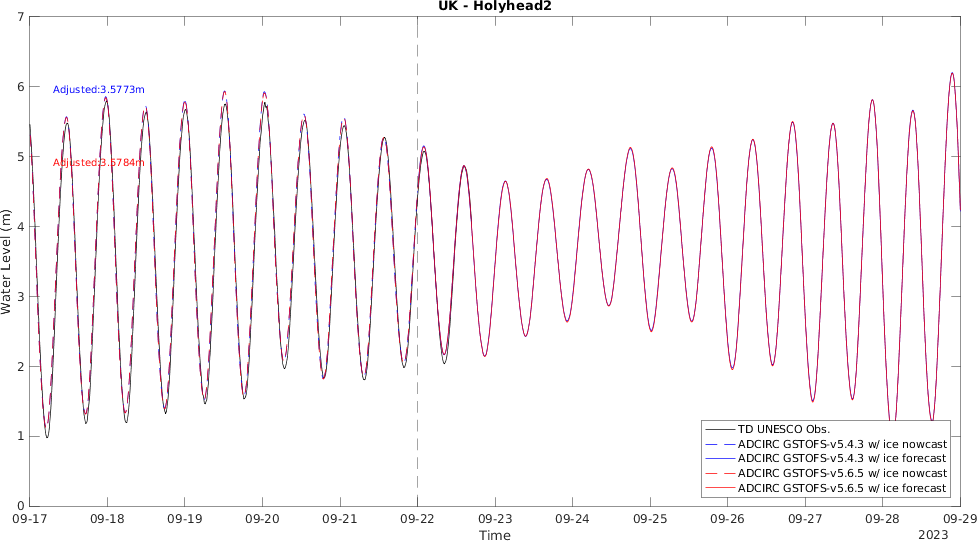 UK - Holyhead2
7
6
5
4
3
2
1
0
Water Level (m)
Adjusted:3.5773m
Adjusted:3.5784m
TD UNESCO Obs.
ADCIRC GSTOFS-v5.4.3 w/ ice nowcast
ADCIRC GSTOFS-v5.4.3 w/ ice forecast
ADCIRC GSTOFS-v5.6.5 w/ ice nowcast
ADCIRC GSTOFS-v5.6.5 w/ ice forecast
09-17 09-18 09-19 09-20 09-21 09-22 09-23 09-24 09-25 09-26 09-27 09-28 09-29
Time
2023